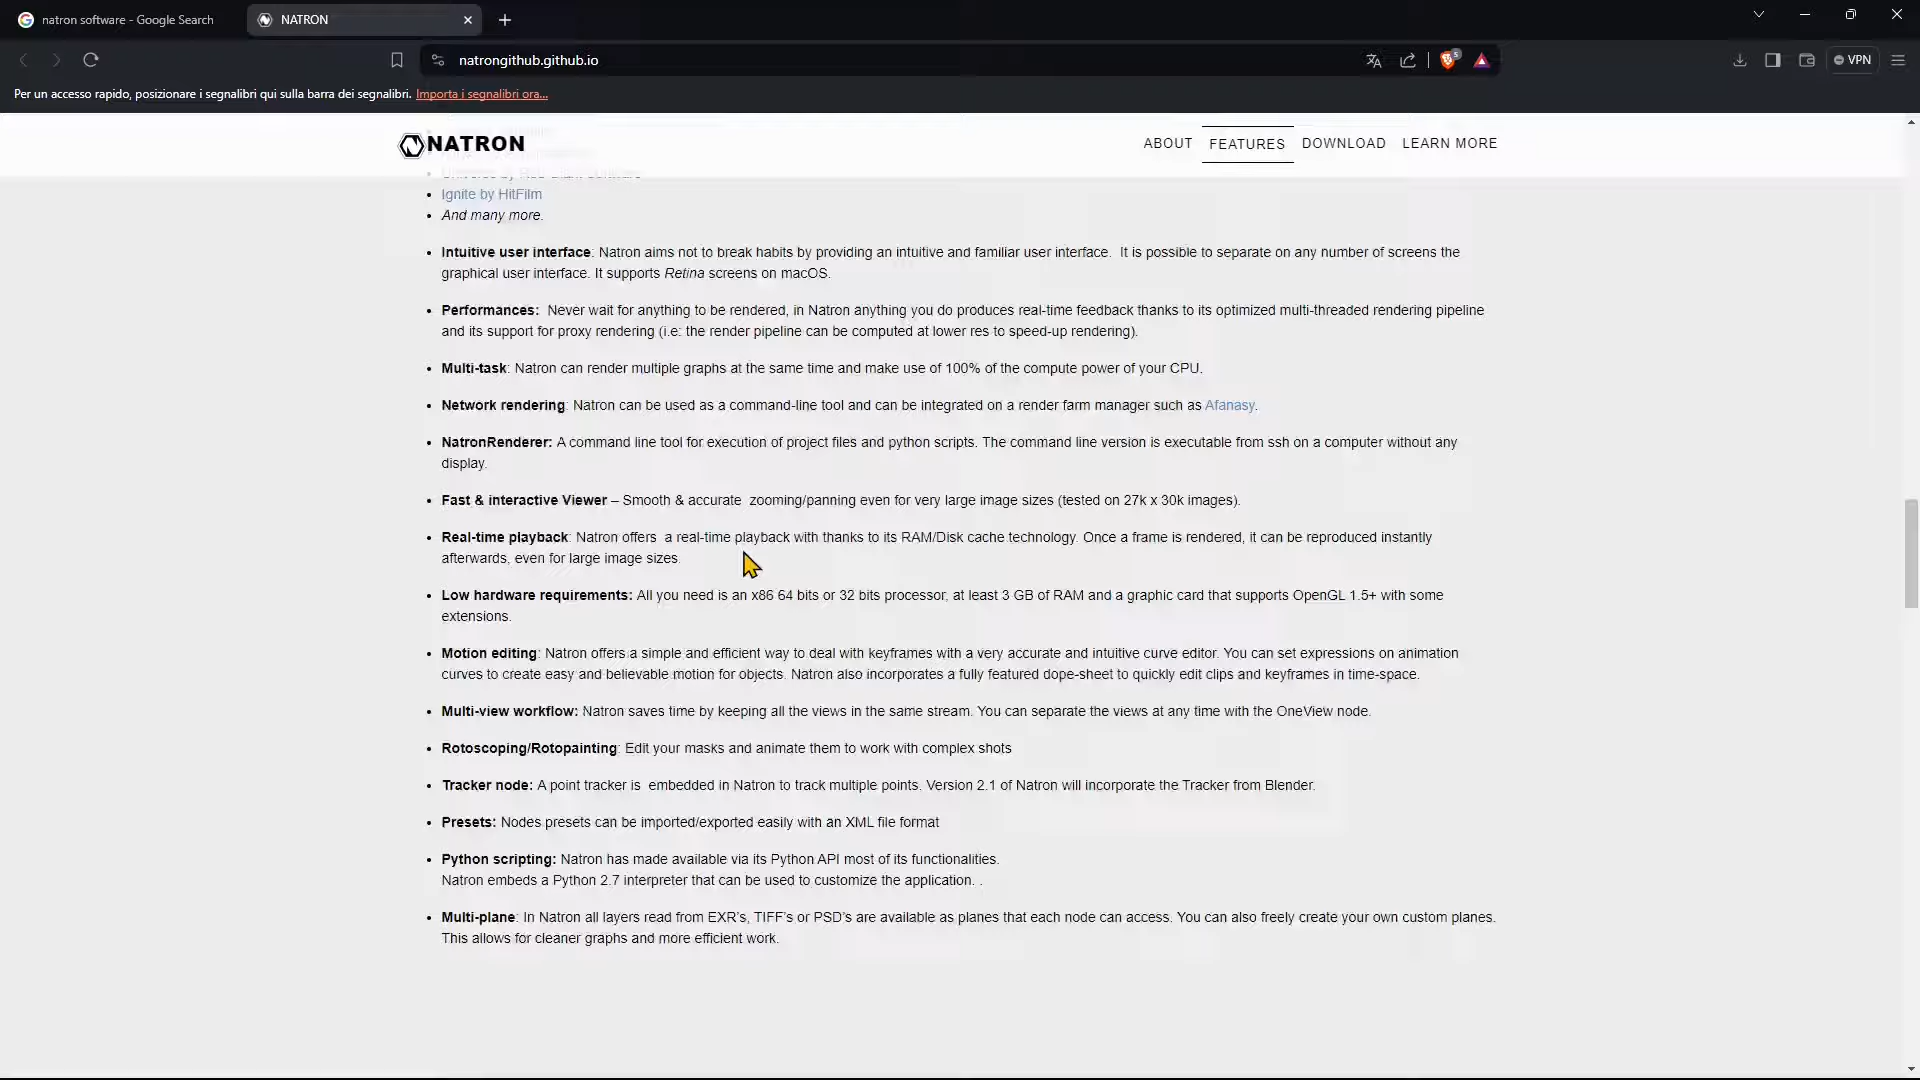 natron software - Google Search
NATRON
natrongithub.github.io
5
VPN
Per un accesso rapido, posizionare i segnalibri qui sulla barra dei segnalibri. Importa i segnalibri ora...
NATRON
ABOUT FEATURES DOWNLOAD LEARN MORE
• Ignite by HitFilm
• And many more.
• Intuitive user interface: Natron aims not to break habits by providing an intuitive and familiar user interface. It is possible to separate on any number of screens the
graphical user interface. It supports Retina screens on macOS.
• Performances: Never wait for anything to be rendered, in Natron anything you do produces real-time feedback thanks to its optimized multi-threaded rendering pipeline
and its support for proxy rendering (i.e: the render pipeline can be computed at lower res to speed-up rendering).
• Multi-task: Natron can render multiple graphs at the same time and make use of 100% of the compute power of your CPU.
• Network rendering: Natron can be used as a command-line tool and can be integrated on a render farm manager such as Afanasy.
• NatronRenderer: A command line tool for execution of project files and python scripts. The command line version is executable from ssh on a computer without any
display.
• Fast & interactive Viewer – Smooth & accurate zooming/panning even for very large image sizes (tested on 27k x 30k images).
• Real-time playback: Natron offers a real-time playback with thanks to its RAM/Disk cache technology. Once a frame is rendered, it can be reproduced instantly
afterwards, even for large image sizes.
• Low hardware requirements: All you need is an x86 64 bits or 32 bits processor, at least 3 GB of RAM and a graphic card that supports OpenGL 1.5+ with some
extensions.
• Motion editing: Natron offers a simple and efficient way to deal with keyframes with a very accurate and intuitive curve editor. You can set expressions on animation
curves to create easy and believable motion for objects. Natron also incorporates a fully featured dope-sheet to quickly edit clips and keyframes in time-space.
• Multi-view workflow: Natron saves time by keeping all the views in the same stream. You can separate the views at any time with the OneView node.
• Rotoscoping/Rotopainting: Edit your masks and animate them to work with complex shots
• Tracker node: A point tracker is embedded in Natron to track multiple points. Version 2.1 of Natron will incorporate the Tracker from Blender.
• Presets: Nodes presets can be imported/exported easily with an XML file format
• Python scripting: Natron has made available via its Python API most of its functionalities.
Natron embeds a Python 2.7 interpreter that can be used to customize the application. .
• Multi-plane: In Natron all layers read from EXR's, TIFF's or PSD's are available as planes that each node can access. You can also freely create your own custom planes.
This allows for cleaner graphs and more efficient work.